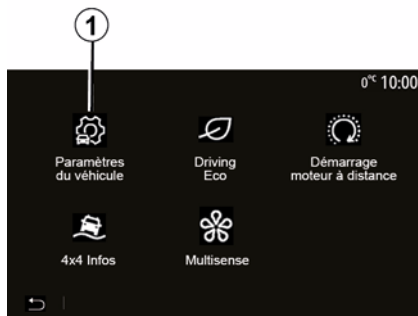 1
0°C 10:00
Paramètres
du véhicule
Driving
Eco
Démarrage
moteur à distance
4x4 Infos
Multisense